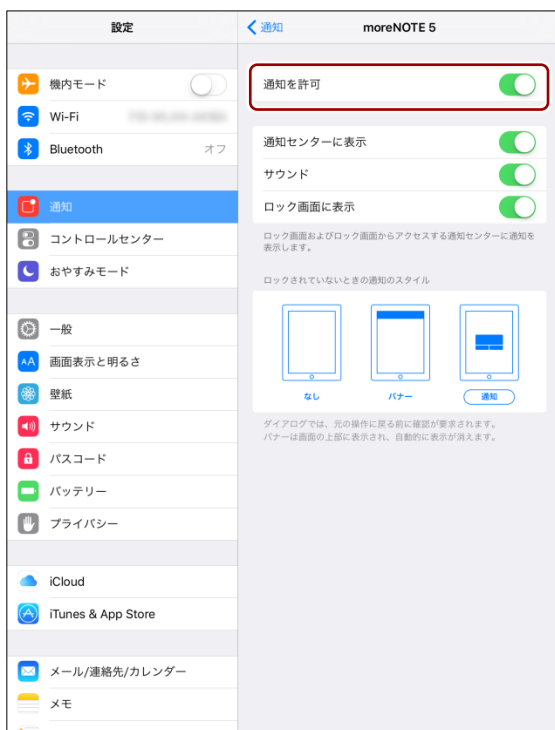 設定
機内モード
Wi-Fi
Bluetooth
オフ
通知
コントロールセンター
おやすみモード
一般
画面表示と明るさ
壁紙
サウンド
パスコード
バッテリー
プライバシー
iCloud
iTunes & App Store
メール/連絡先/カレンダー
メモ
通知
moreNOTE 5
通知を許可
通知センターに表示
サウンド
ロック画面に表示
ロック画面およびロック画面からアクセスする通知センターに通知を
表示します。
ロックされていないときの通知のスタイル
なし
バナー
通知
ダイアログでは、元の操作に戻る前に確認が要求されます。
バナーは画面の上部に表示され、自動的に表示が消えます。